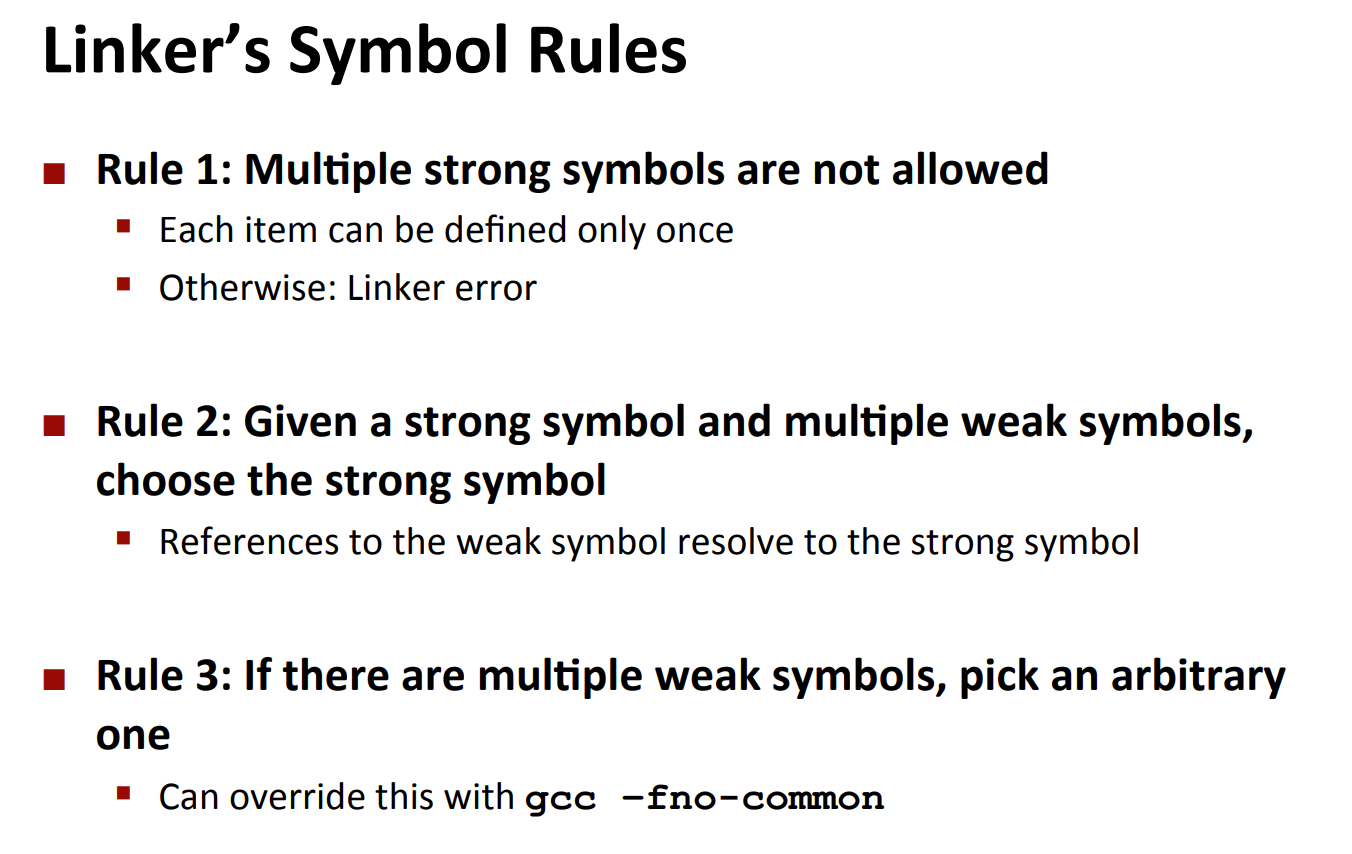 Linker’s Symbol Rules
■ Rule 1: Multiple strong symbols are not allowed
■ Each item can be defined only once
■ Otherwise: Linker error
■ Rule 2: Given a strong symbol and multiple weak symbols,
choose the strong symbol
■ References to the weak symbol resolve to the strong symbol
■ Rule 3: If there are multiple weak symbols, pick an arbitrary
one
■ Can override this with gcc –fno-common